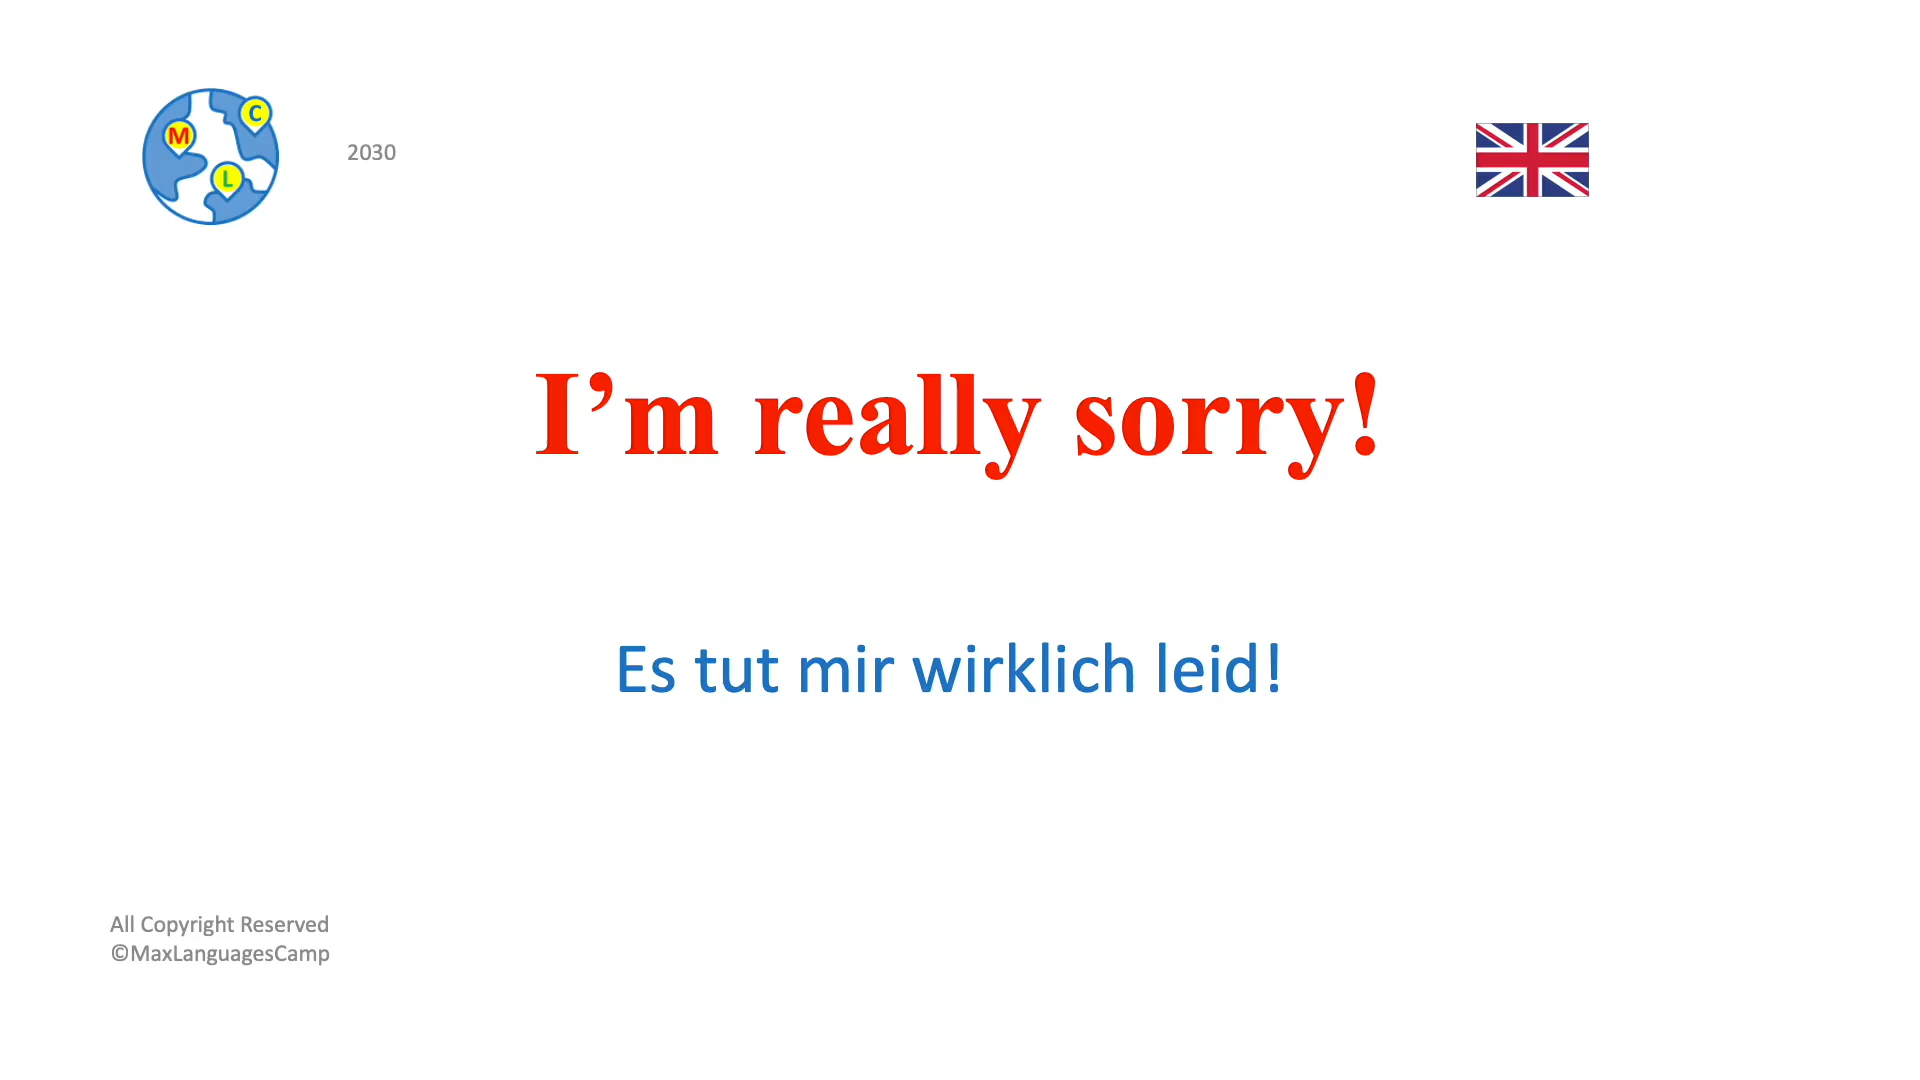 M
C
L
2030
I’m really sorry!
Es tut mir wirklich leid!
All Copyright Reserved
©MaxLanguagesCamp